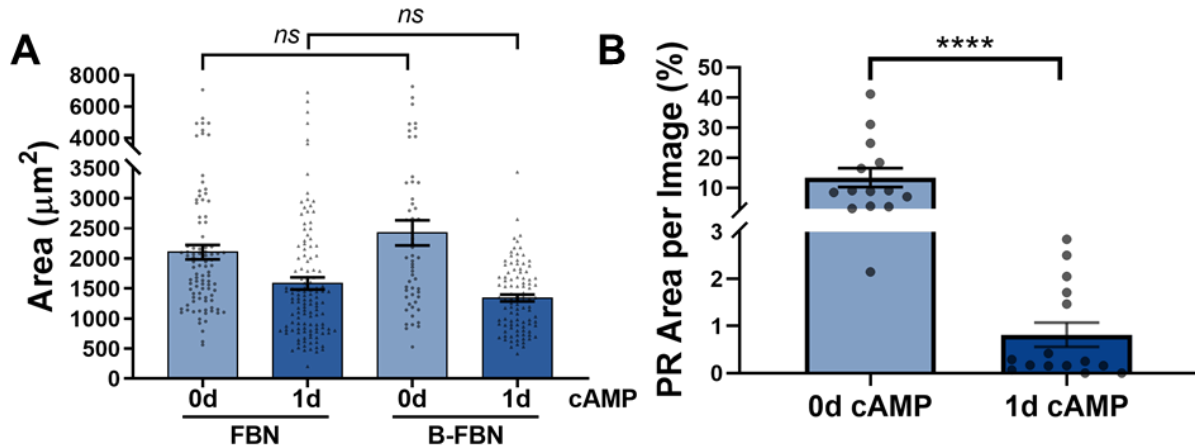 A
ns
ns
Area (μm²)
8000
6000
4000
3500
3000
2500
2000
1500
1000
500
0
0d 1d 0d 1d cAMP
FBN B-FBN
B
****
PR Area per Image (%)
50
40
30
20
10
3
2
1
0
0d cAMP 1d cAMP